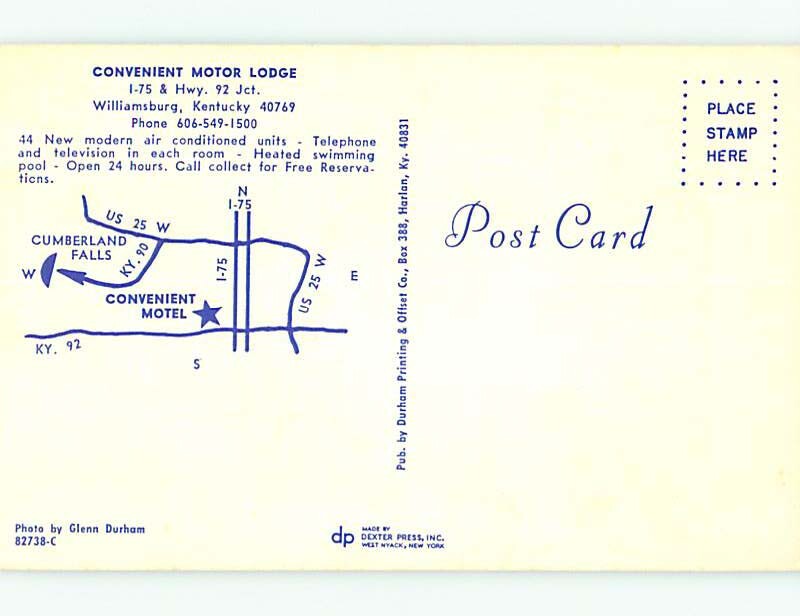 CONVENIENT MOTOR LODGE
I-75 & Hwy. 92 Jct.
Williamsburg, Kentucky 40769
Phone 606-549-1500
44 New modern air conditioned units - Telephone
and television in each room - Heated swimming
pool - Open 24 hours. Call collect for Free Reserva-
tions.
N
I-75
US 25 W
CUMBERLAND
FALLS
KY. 90
W
I-75
US 25 W
E
CONVENIENT
MOTEL
KY. 92
S
Photo by Glenn Durham
82738-C
dp
MADE BY
DEXTER PRESS, INC.
WEST NYACK, NEW YORK
Pub. by Durham Printing & Offset Co., Box 388, Harlan, Ky. 40831
Post Card
PLACE
STAMP
HERE